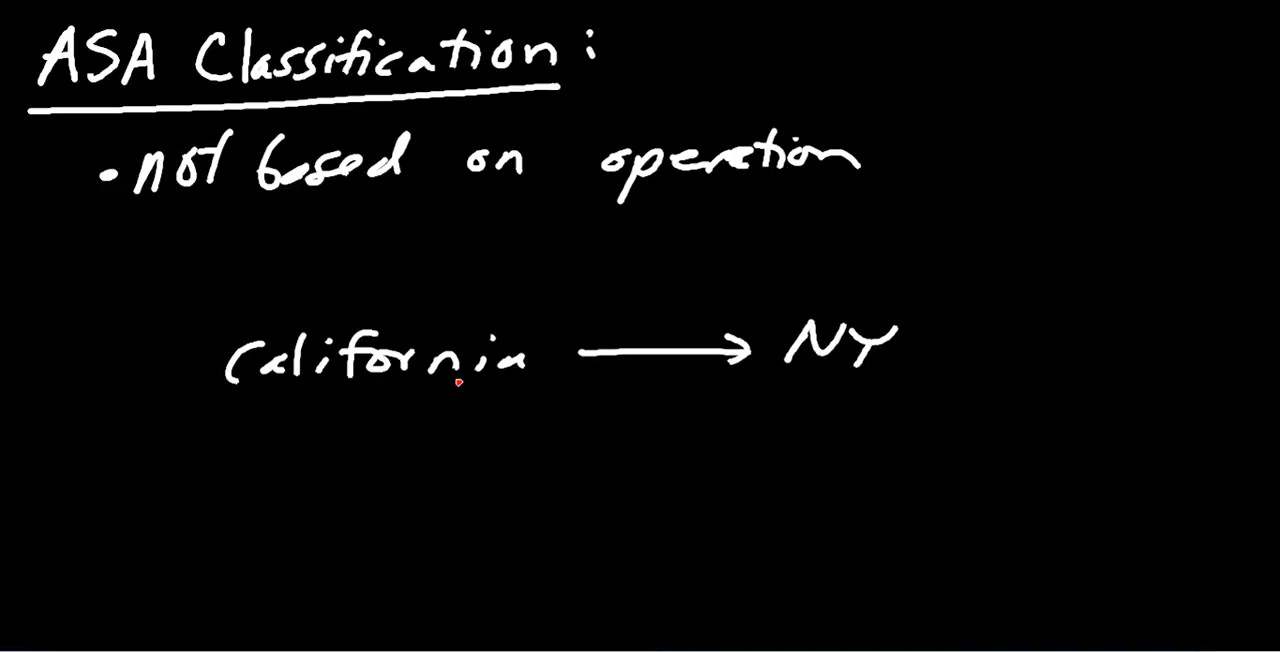 ASA Classification:
• not based on operation
California → NY